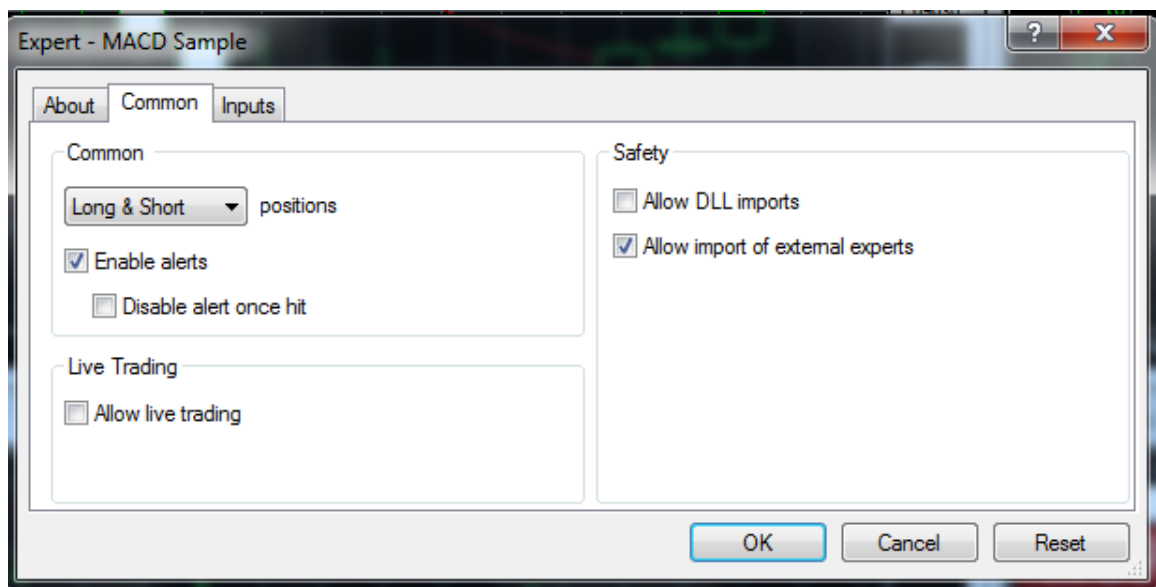 Expert - MACD Sample
?
X
About
Common
Inputs
Common
Long & Short
positions
Enable alerts
Disable alert once hit
Live Trading
Allow live trading
Safety
Allow DLL imports
Allow import of external experts
OK
Cancel
Reset